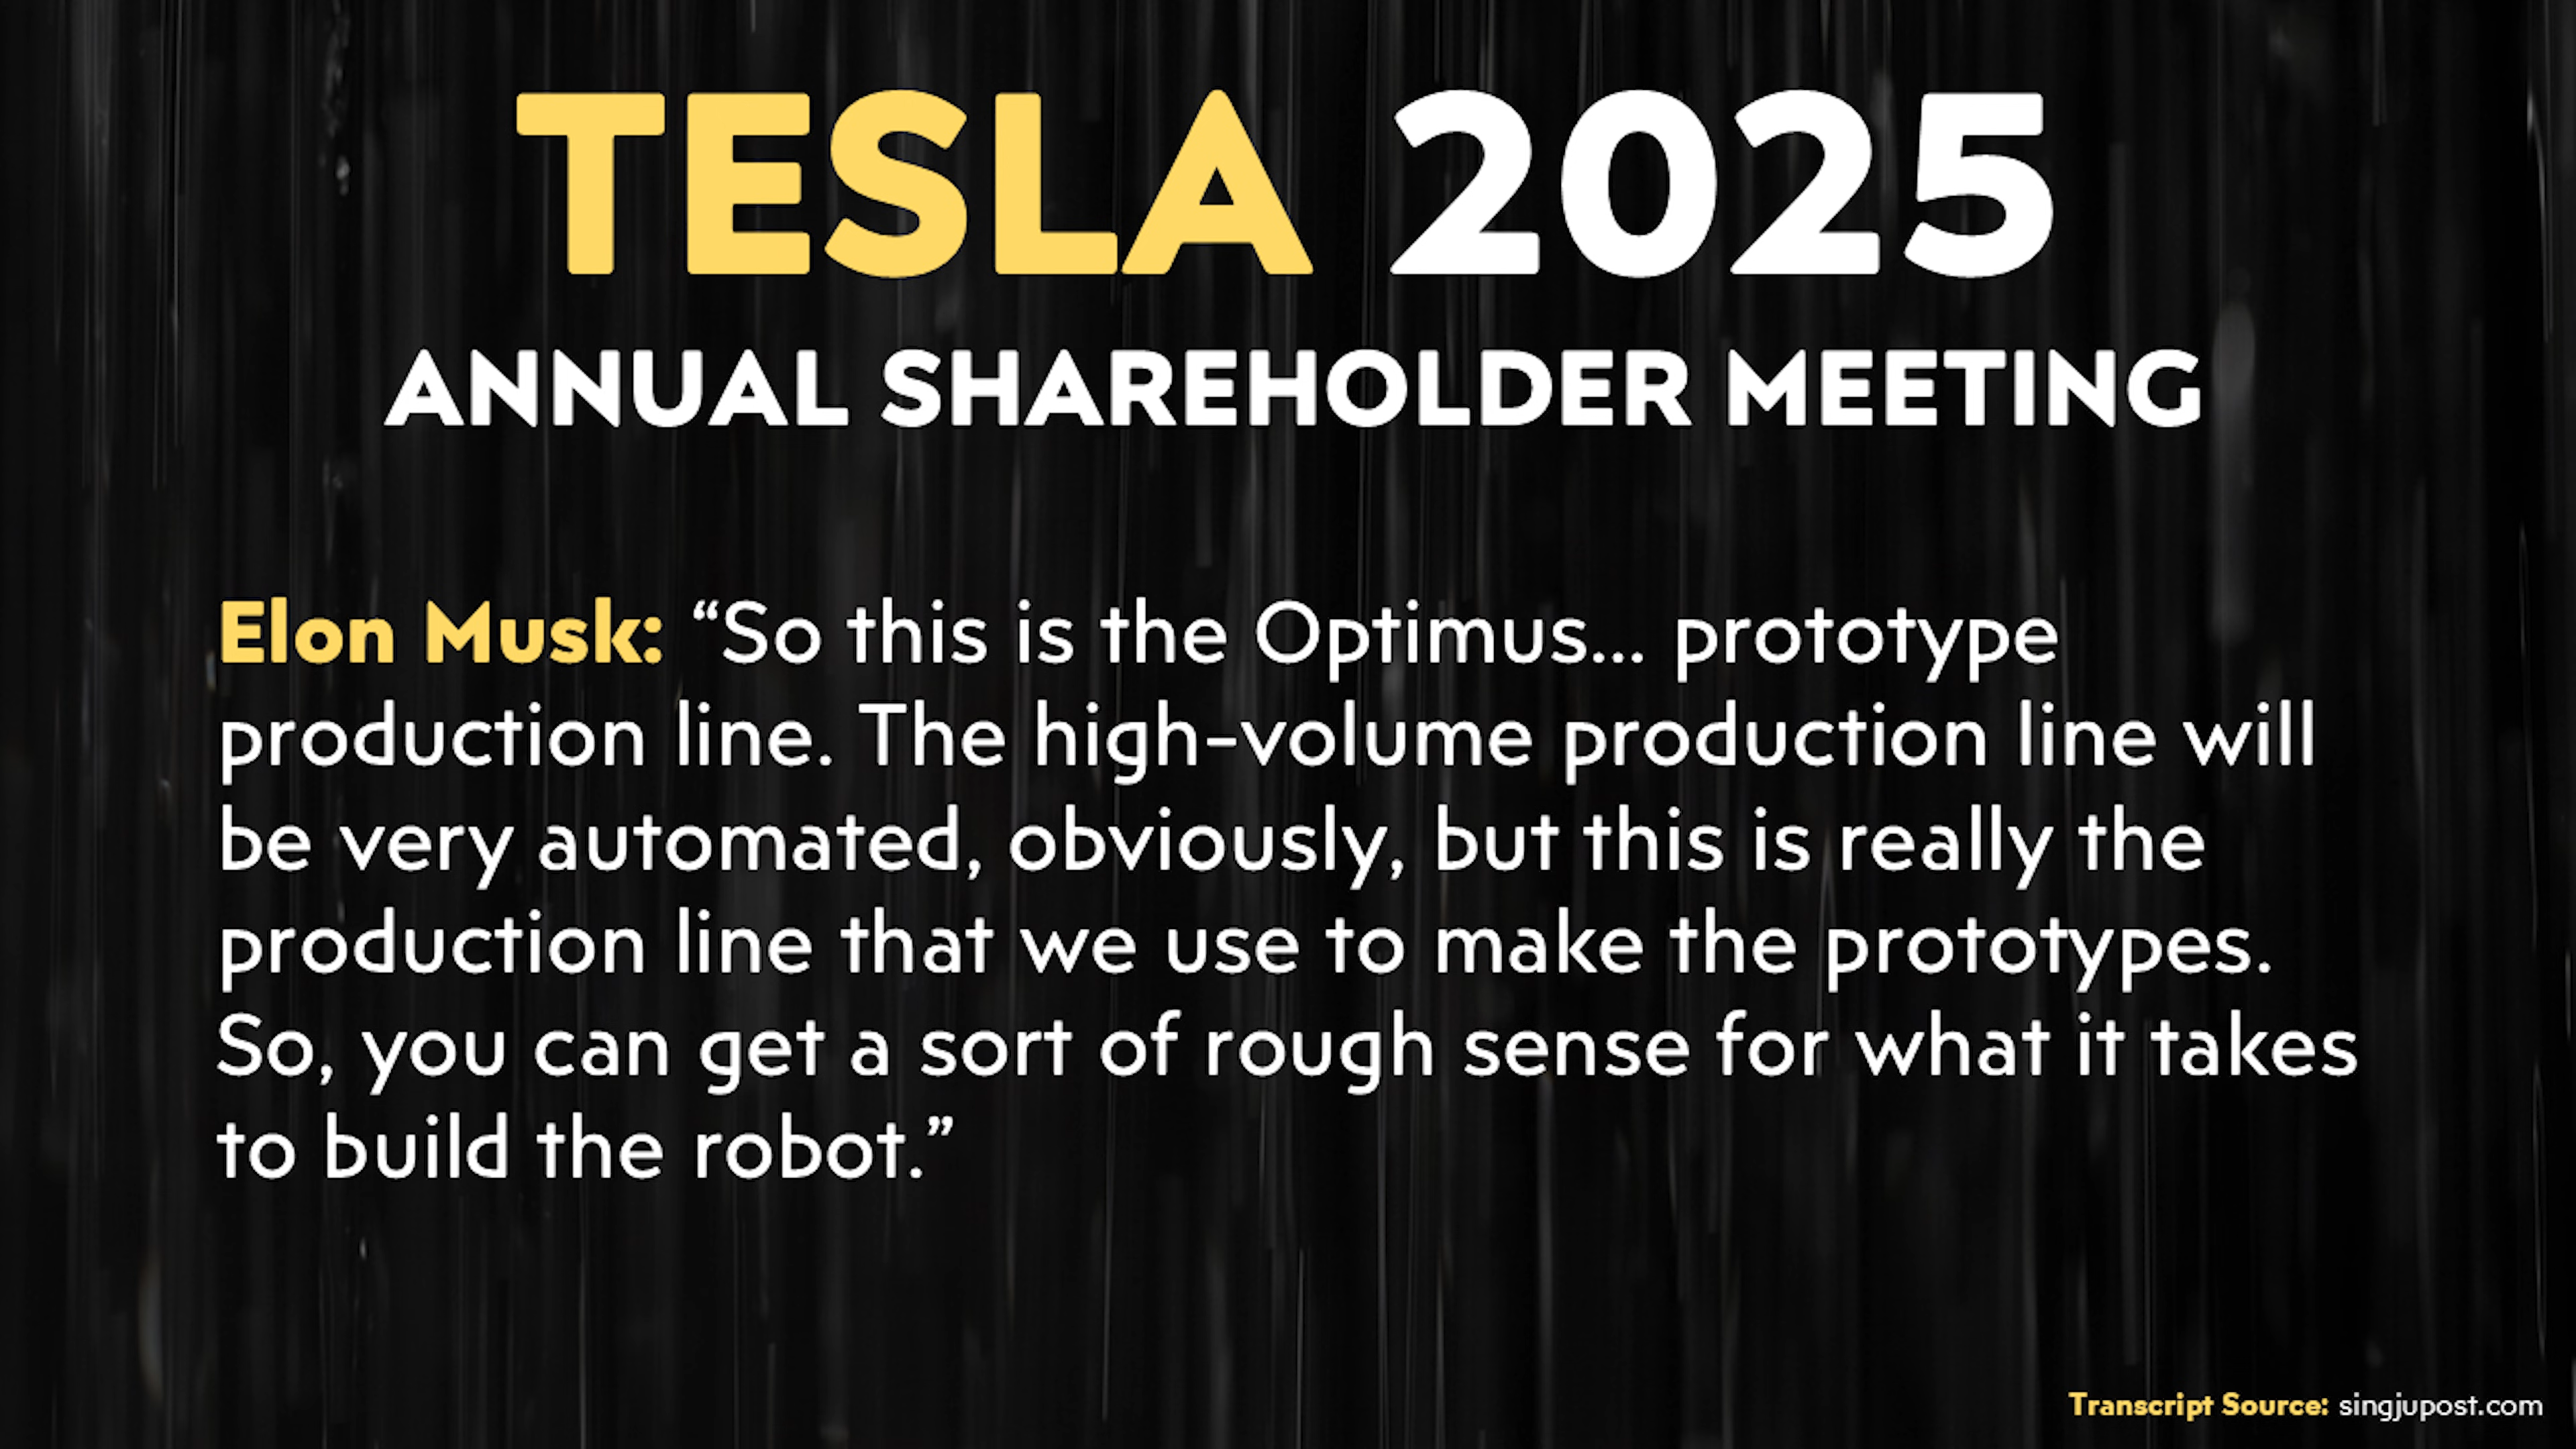 TESLA 2025
ANNUAL SHAREHOLDER MEETING
Elon Musk: “So this is the Optimus... prototype
production line. The high-volume production line will
be very automated, obviously, but this is really the
production line that we use to make the prototypes.
So, you can get a sort of rough sense for what it takes
to build the robot.”
Transcript Source: singjupost.com